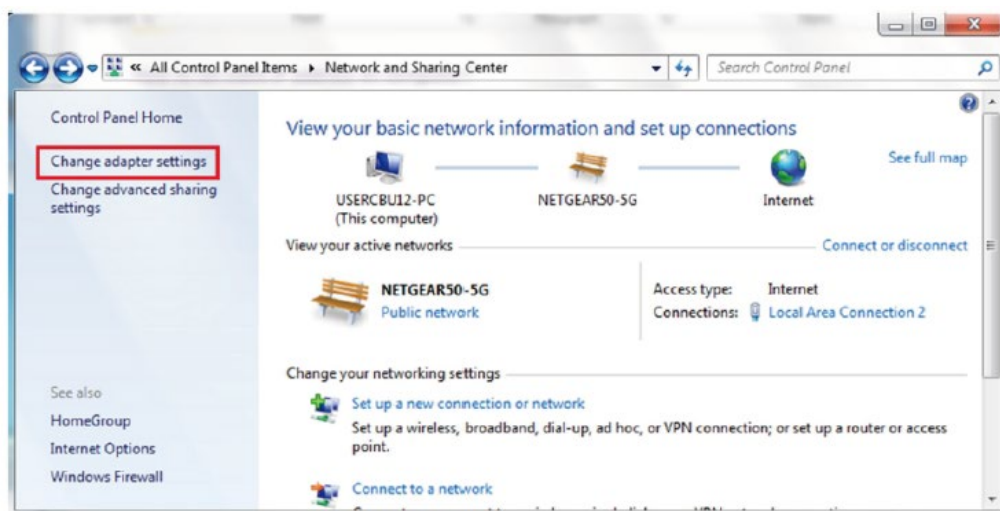 « All Control Panel Items ▸ Network and Sharing Center
Search Control Panel
Control Panel Home
Change adapter settings
Change advanced sharing
settings
See also
HomeGroup
Internet Options
Windows Firewall
View your basic network information and set up connections
See full map
USERCBU12-PC
(This computer)
NETGEAR50-5G
Internet
View your active networks
Connect or disconnect
NETGEAR50-5G
Public network
Access type: Internet
Connections: Local Area Connection 2
Change your networking settings
Set up a new connection or network
Set up a wireless, broadband, dial-up, ad hoc, or VPN connection; or set up a router or access
point.
Connect to a network